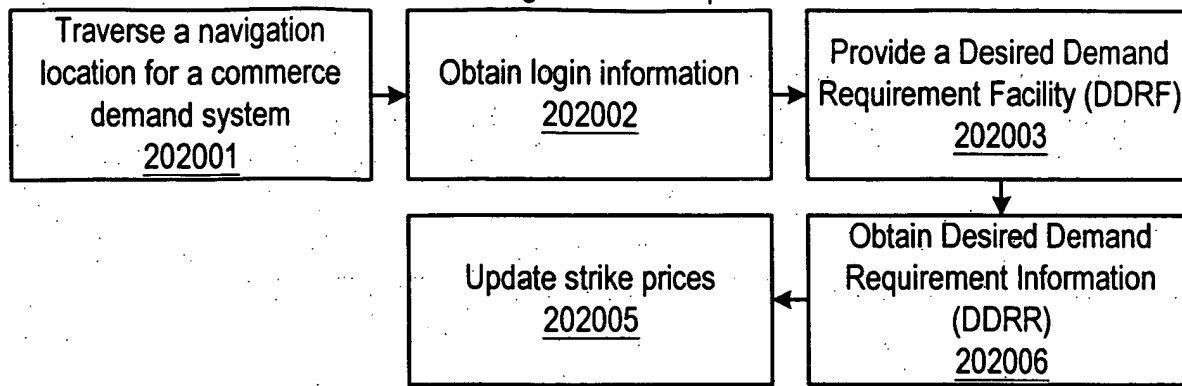 Traverse a navigation
location for a commerce
demand system
202001
Obtain login information
202002
Provide a Desired Demand
Requirement Facility (DDRF)
202003
Obtain Desired Demand
Requirement Information
(DDRR)
202006
Update strike prices
202005